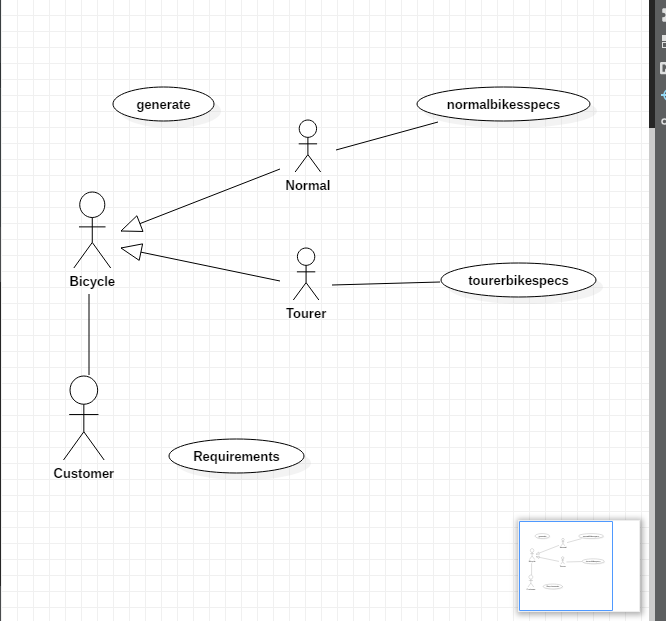 generate
normalbikesspecs
Normal
Bicycle
tourerbikespecs
Tourer
Customer
Requirements